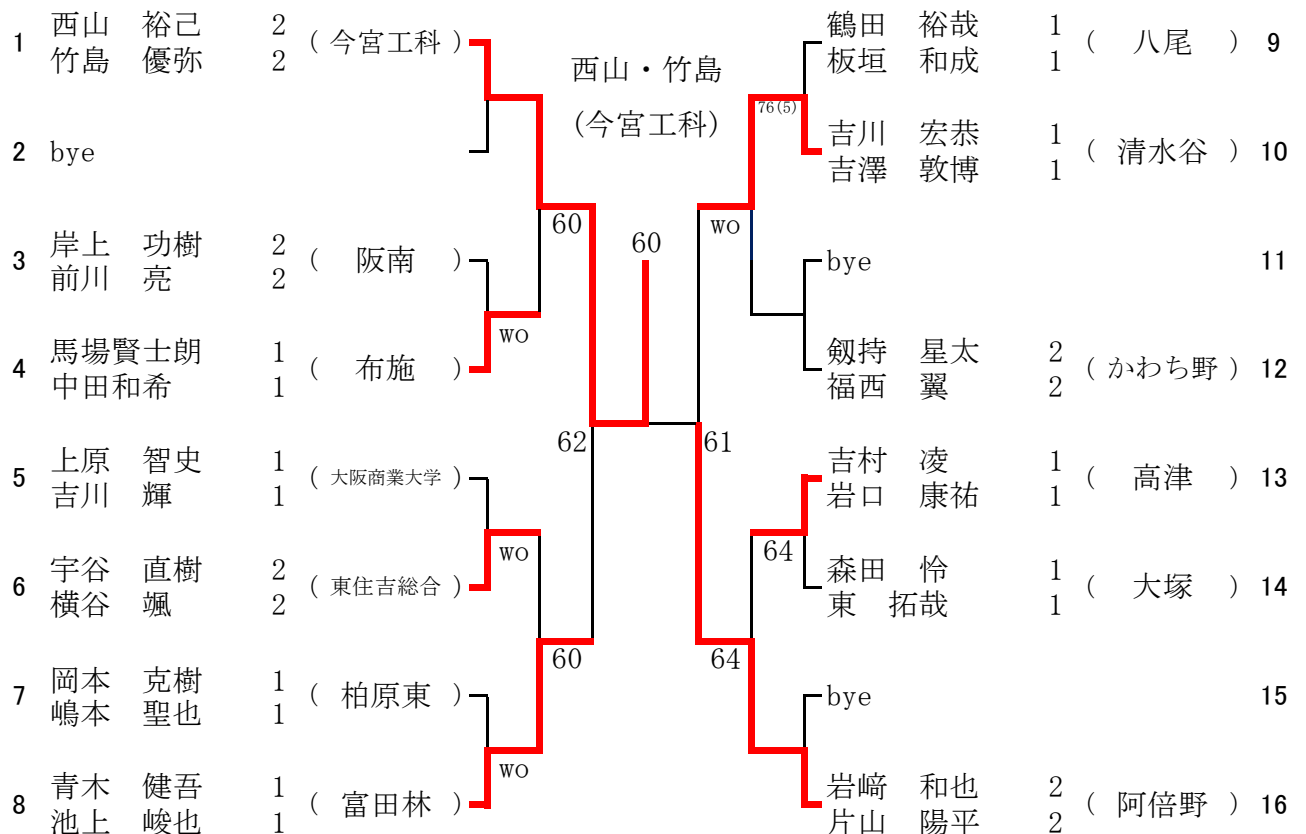 1 西山　裕己 2 ( 今宮工科 )
竹島　優弥 2
2 bye
3 岸上　功樹 2 ( 阪南 )
前川　亮 2
4 馬場賢士朗 1 ( 布施 )
中田和希 1
5 上原　智史 1 ( 大阪商業大学 )
吉川　輝 1
6 宇谷　直樹 2 ( 東住吉総合 )
横谷　颯 2
7 岡本　克樹 1 ( 柏原東 )
嶋本　聖也 1
8 青木　健吾 1 ( 富田林 )
池上　峻也 1
60
wo
62
wo
60
wo
西山・竹島
(今宮工科)
60
76(5)
wo
61
64
64
鶴田　裕哉 1 ( 八尾 ) 9
板垣　和成 1
吉川　宏恭 1 ( 清水谷 ) 10
吉澤　敦博 1
bye 11
剱持　星太 2 ( かわち野 ) 12
福西　翼 2
吉村　凌 1 ( 高津 ) 13
岩口　康祐 1
森田　怜 1 ( 大塚 ) 14
東　拓哉 1
bye 15
岩﨑　和也 2 ( 阿倍野 ) 16
片山　陽平 2